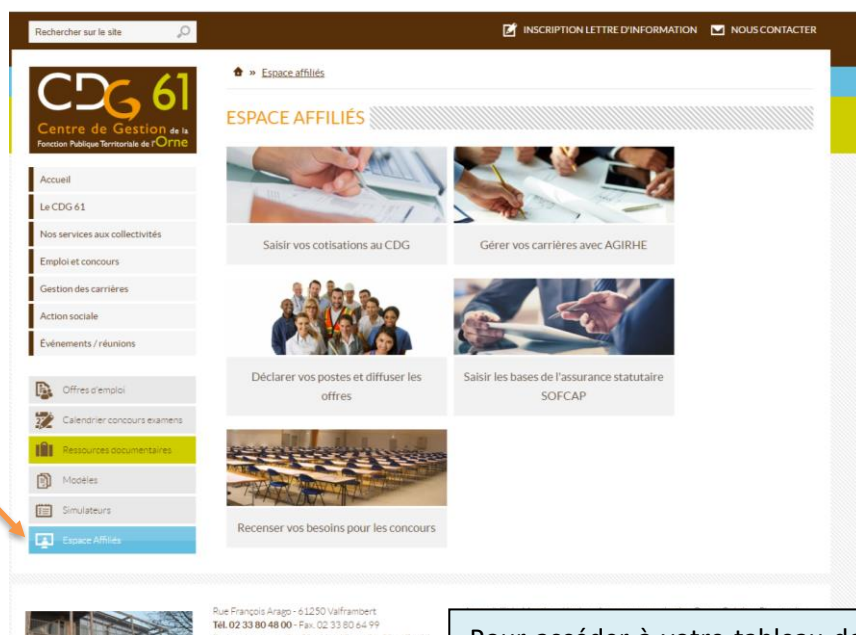 Rechercher sur le site
INSCRIPTION LETTRE D'INFORMATION
NOUS CONTACTER
CDG 61
Centre de Gestion de la
Fonction Publique Territoriale de l'Orne
» Espace affiliés
ESPACE AFFILIÉS
Accueil
Le CDG 61
Nos services aux collectivités
Emploi et concours
Gestion des carrières
Action sociale
Événements / réunions
Offres d'emploi
Calendrier concours examens
Ressources documentaires
Modèles
Simulateurs
Espace Affiliés
Saisir vos cotisations au CDG
Gérer vos carrières avec AGIRHE
Déclarer vos postes et diffuser les
offres
Saisir les bases de l'assurance statutaire
SOFCAP
Recenser vos besoins pour les concours
Rue François Arago - 61250 Valframbert
Tél. 02 33 80 48 00 - Fax. 02 33 80 64 99
Pour accéder à votre tableau de